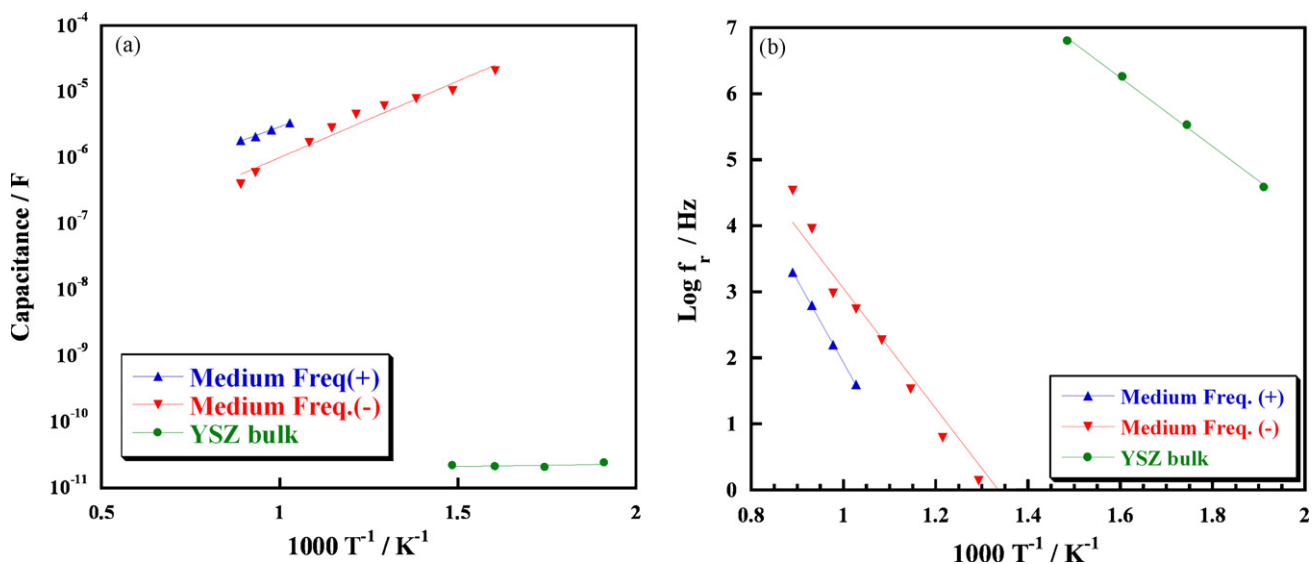 (a)
Capacitance / F
10⁻⁴
10⁻⁵
10⁻⁶
10⁻⁷
10⁻⁸
10⁻⁹
10⁻¹⁰
10⁻¹¹
Medium Freq(+)
Medium Freq.(-)
YSZ bulk
0.5
1
1.5
2
1000 T⁻¹ / K⁻¹
(b)
Log fᵣ / Hz
7
6
5
4
3
2
1
0
Medium Freq. (+)
Medium Freq. (-)
YSZ bulk
0.8
1
1.2
1.4
1.6
1.8
2
1000 T⁻¹ / K⁻¹